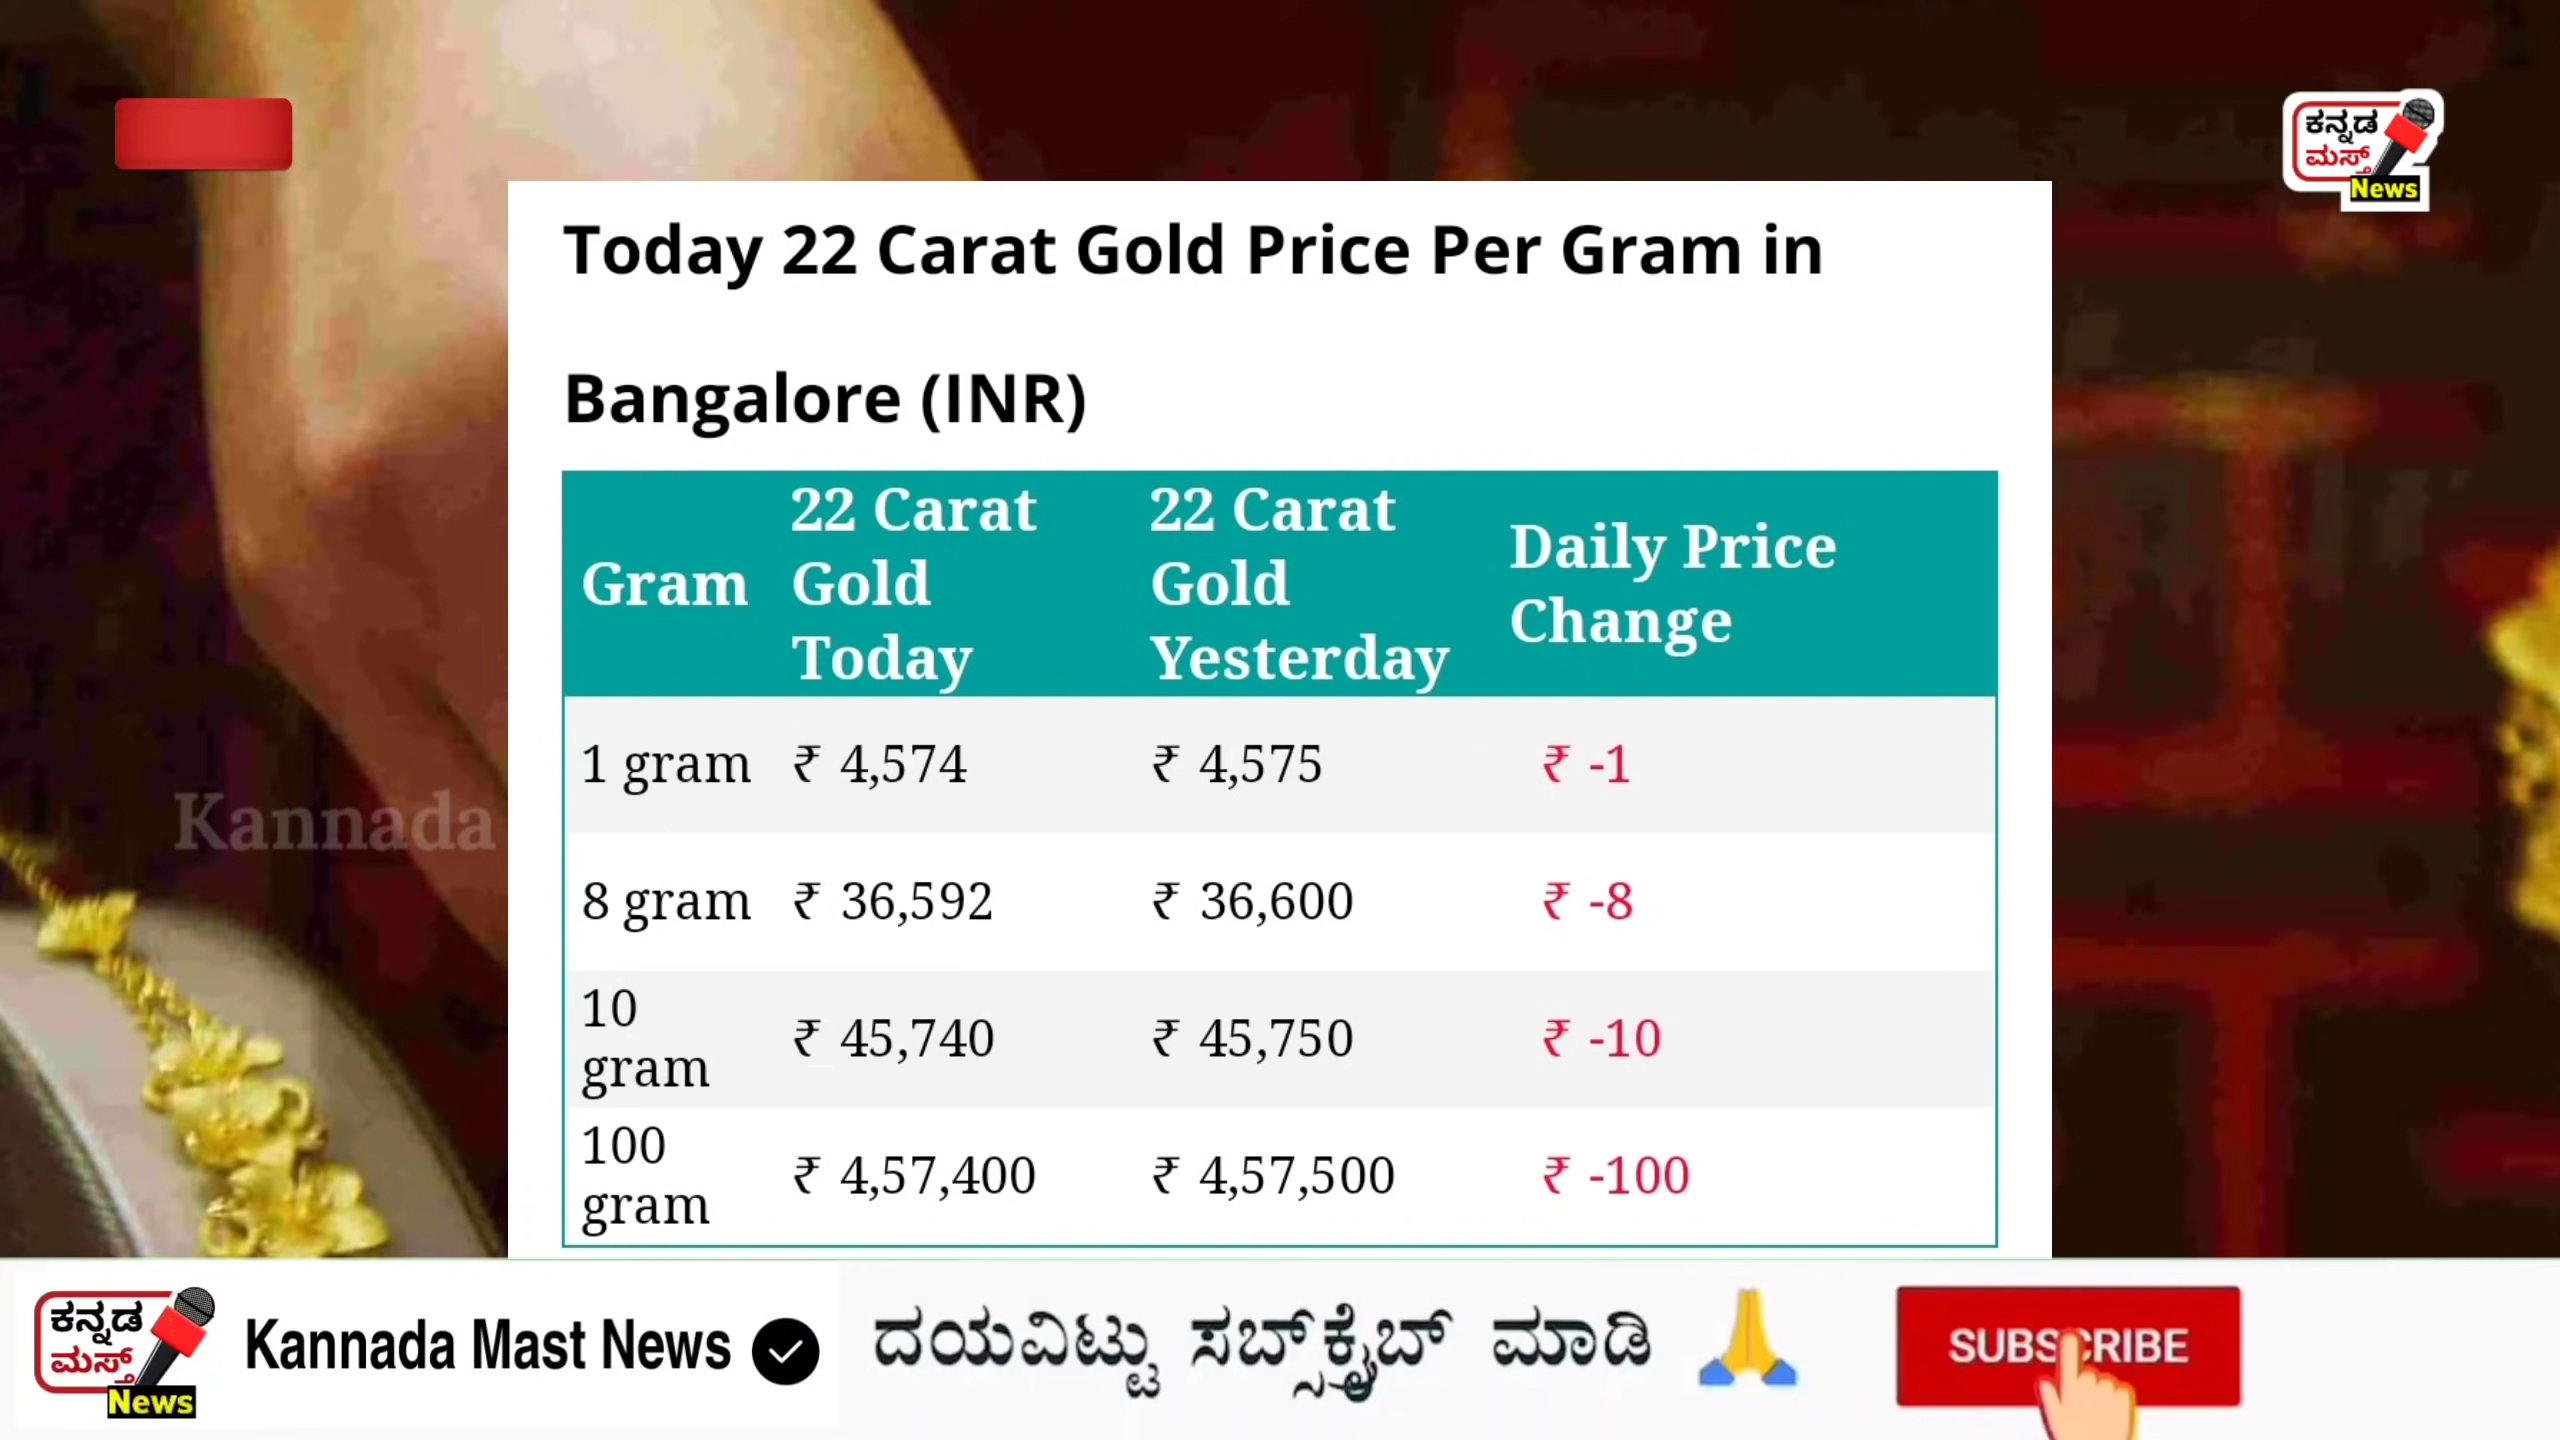 ಕನ್ನಡ
ಮಸ್ತ್
News
Today 22 Carat Gold Price Per Gram in
Bangalore (INR)
Gram 22 Carat Gold Today 22 Carat Gold Yesterday Daily Price Change
1 gram ₹ 4,574 ₹ 4,575 ₹ -1
8 gram ₹ 36,592 ₹ 36,600 ₹ -8
10 gram ₹ 45,740 ₹ 45,750 ₹ -10
100 gram ₹ 4,57,400 ₹ 4,57,500 ₹ -100
Kannada
ಕನ್ನಡ
ಮಸ್ತ್
News
Kannada Mast News ದಯವಿಟ್ಟು ಸಬ್ಸ್ಕ್ರೈಬ್ ಮಾಡಿ 🙏 SUBSCRIBE